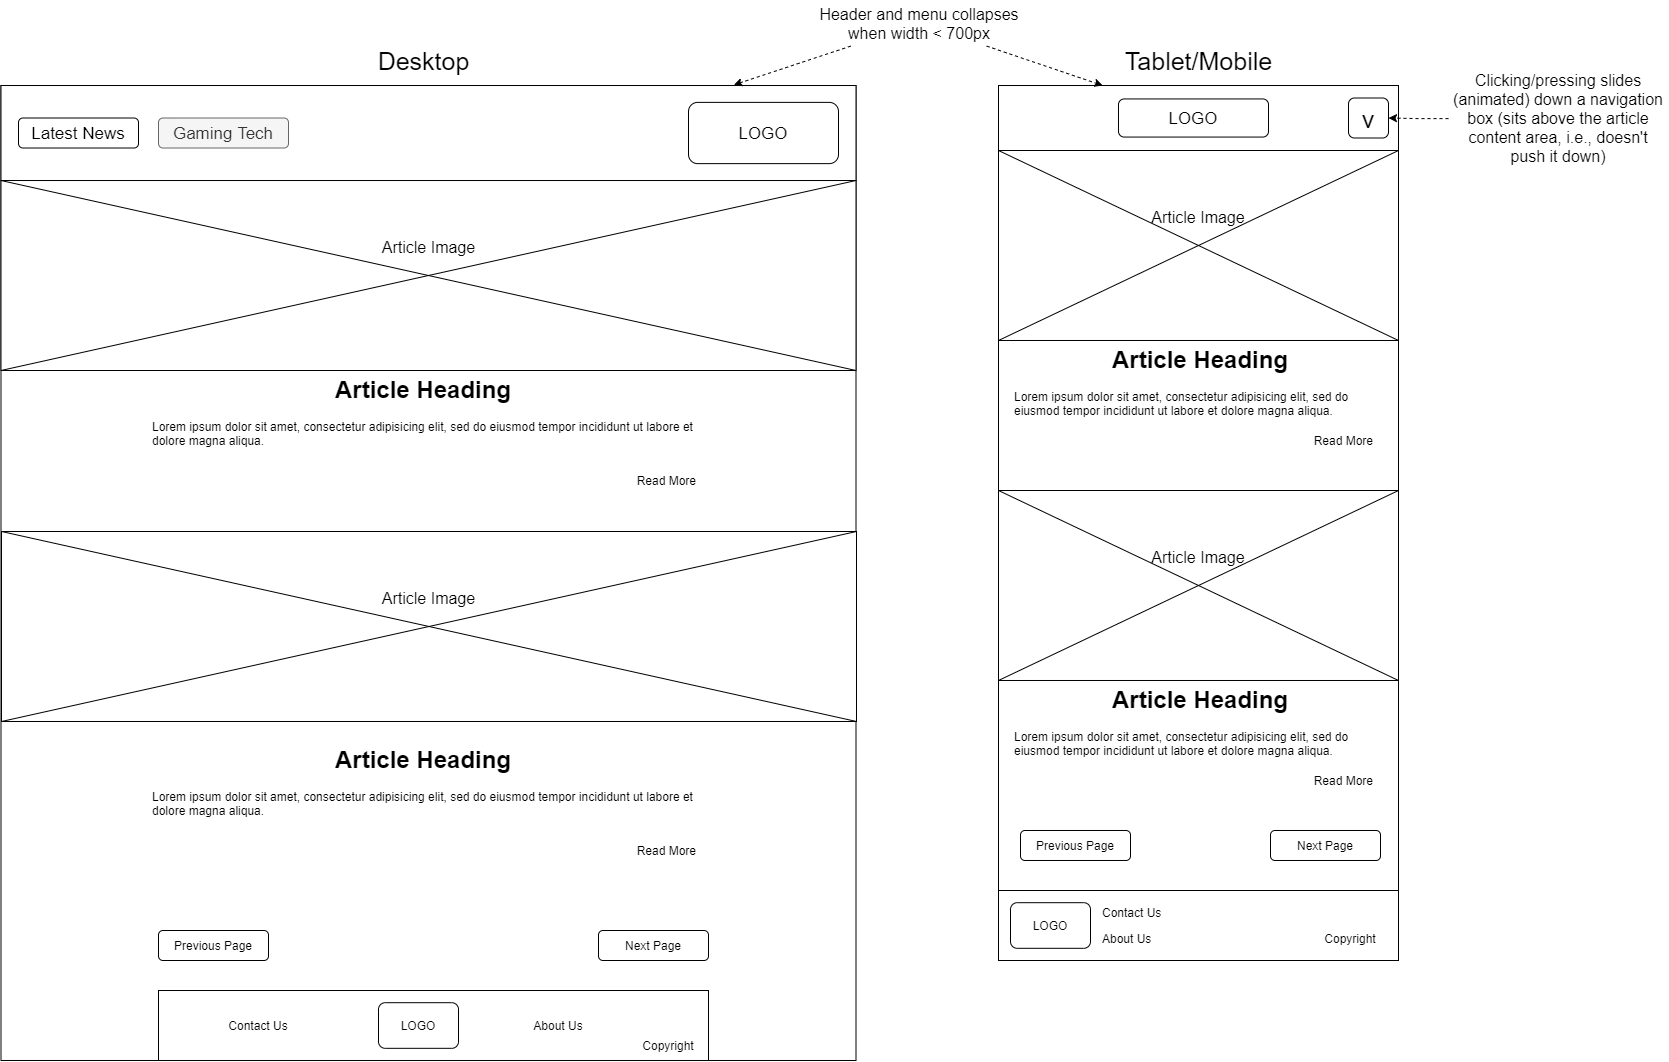 Header and menu collapses
when width < 700px
Desktop
Latest News
Gaming Tech
LOGO
Article Image
Article Heading
Lorem ipsum dolor sit amet, consectetur adipisicing elit, sed do eiusmod tempor incididunt ut labore et
dolore magna aliqua.
Read More
Article Image
Article Heading
Lorem ipsum dolor sit amet, consectetur adipisicing elit, sed do eiusmod tempor incididunt ut labore et
dolore magna aliqua.
Read More
Previous Page
Next Page
Contact Us
LOGO
About Us
Copyright
Tablet/Mobile
LOGO
V
Clicking/pressing slides
(animated) down a navigation
box (sits above the article
content area, i.e., doesn't
push it down)
Article Image
Article Heading
Lorem ipsum dolor sit amet, consectetur adipisicing elit, sed do
eiusmod tempor incididunt ut labore et dolore magna aliqua.
Read More
Article Image
Article Heading
Lorem ipsum dolor sit amet, consectetur adipisicing elit, sed do
eiusmod tempor incididunt ut labore et dolore magna aliqua.
Read More
Previous Page
Next Page
LOGO
Contact Us
About Us
Copyright